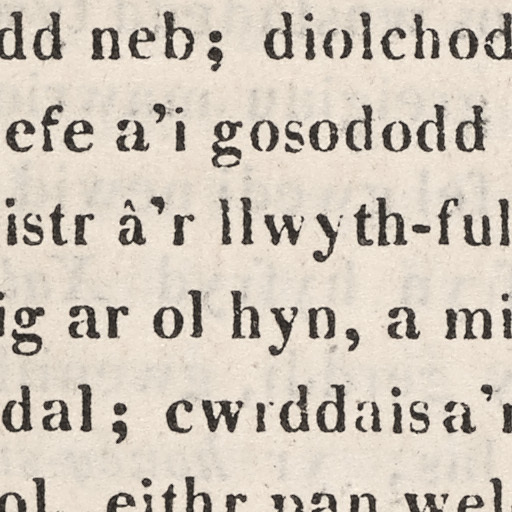 dd neb; diolchod
efe a'i gosododd
istr â'r llwyth-ful
ig ar ol hyn, a mi
dal; cwrddais a'r
ol, eithr pan wel